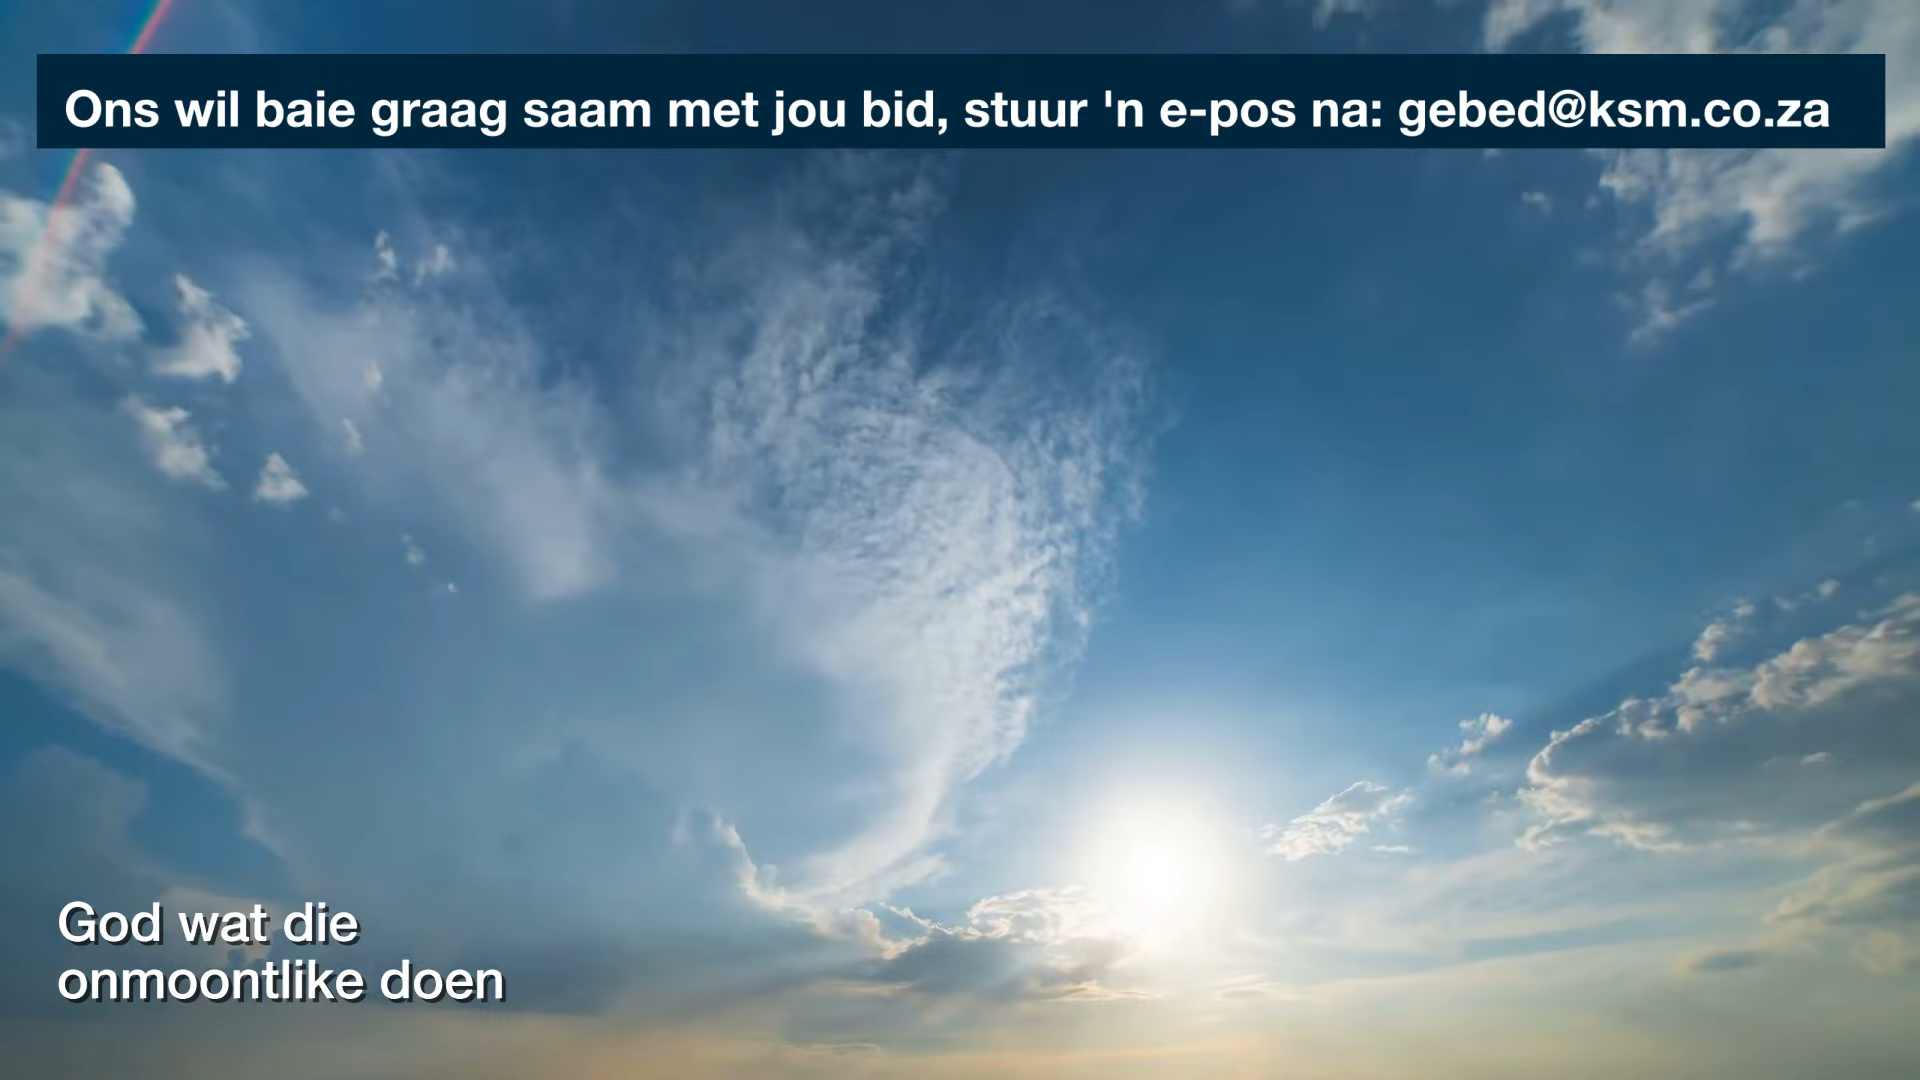 Ons wil baie graag saam met jou bid, stuur 'n e-pos na: gebed@ksm.co.za
God wat die
onmoontlike doen